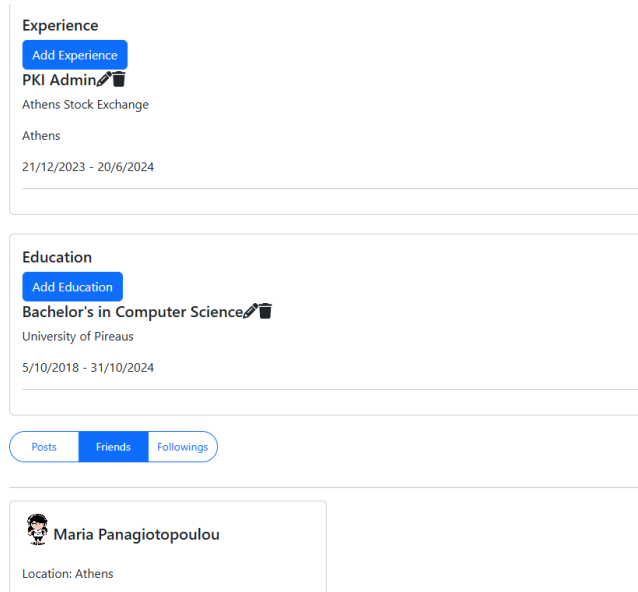 Experience
Add Experience
PKI Admin
Athens Stock Exchange
Athens
21/12/2023 - 20/6/2024
Education
Add Education
Bachelor's in Computer Science
University of Pireaus
5/10/2018 - 31/10/2024
Posts Friends Followings
Maria Panagiotopoulou
Location: Athens